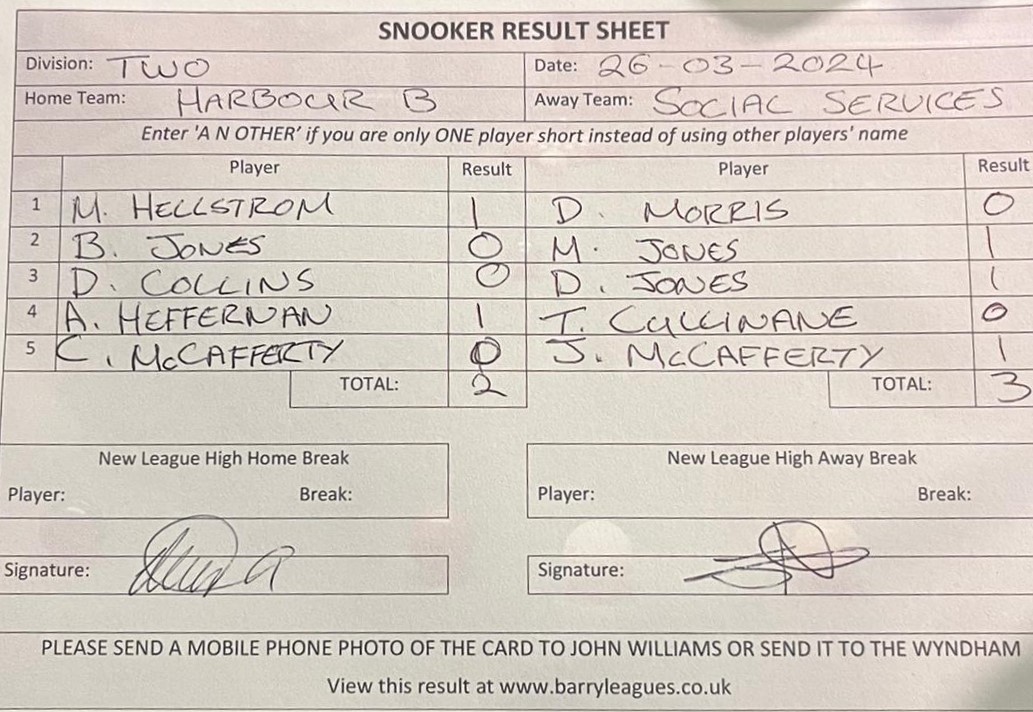 SNOOKER RESULT SHEET
Division: TWO Date: 26-03-2024
Home Team: HARBOUR B Away Team: SOCIAL SERVICES
Enter 'A N OTHER' if you are only ONE player short instead of using other players' name
Player Result Player Result
1 M. HELLSTROM 1 D. MORRIS 0
2 B. JONES 0 M. JONES 1
3 D. COLLINS 0 D. JONES 1
4 A. HEFFERNAN 1 T. CULLINANE 0
5 C. McCAFFERTY 0 J. McCAFFERTY 1
TOTAL: 2 TOTAL: 3
New League High Home Break New League High Away Break
Player: Break: Player: Break:
Signature: Signature:
PLEASE SEND A MOBILE PHONE PHOTO OF THE CARD TO JOHN WILLIAMS OR SEND IT TO THE WYNDHAM
View this result at www.barryleagues.co.uk